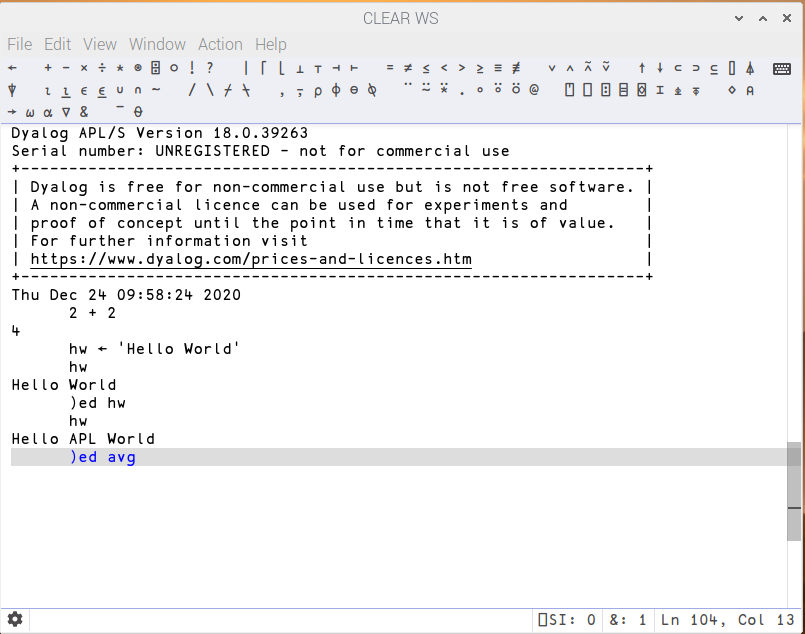 CLEAR WS
File Edit View Window Action Help
← + - × ÷ * ⍟ ⌹ ○ ! ? | ⌈ ⌊ ⊥ ⊤ ⊣ ⊢ = ≠ ≤ < > ≥ ≡ ≢ ∨ ∧ ⍲ ⍱ ↑ ↓ ⊂ ⊃ ⊆ ⌷ ⍋
⍒ ⍳ ⍸ ∊ ⍷ ∪ ∩ ~ / \ ⌿ ⍀ , ⍪ ⍴ ⌽ ⊖ ⍉ ¨ ⍨ ⍣ . ∘ ⍤ ⍥ @ ⍞ ⎕ ⍠ ⌸ ⌺ ⌶ ⍎ ⍕ ⋄ ⍝
→ ⍵ ⍺ ∇ & ¯ ⍬
Dyalog APL/S Version 18.0.39263
Serial number: UNREGISTERED - not for commercial use
+-----------------------------------------------------------------+
| Dyalog is free for non-commercial use but is not free software. |
| A non-commercial licence can be used for experiments and |
| proof of concept until the point in time that it is of value. |
| For further information visit |
| https://www.dyalog.com/prices-and-licences.htm |
+-----------------------------------------------------------------+
Thu Dec 24 09:58:24 2020
2 + 2
4
hw ← 'Hello World'
hw
Hello World
)ed hw
hw
Hello APL World
)ed avg
⎕SI: 0 &: 1 Ln 104, Col 13